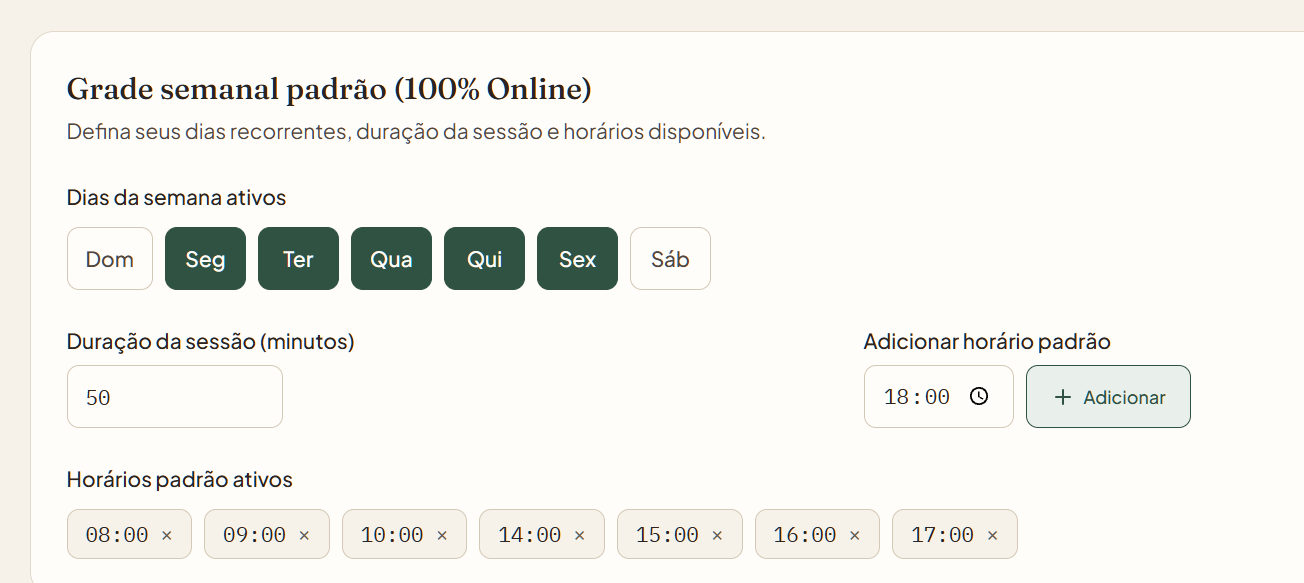 Grade semanal padrão (100% Online)
Defina seus dias recorrentes, duração da sessão e horários disponíveis.
Dias da semana ativos
Dom Seg Ter Qua Qui Sex Sáb
Duração da sessão (minutos) Adicionar horário padrão
50 18:00 + Adicionar
Horários padrão ativos
08:00 × 09:00 × 10:00 × 14:00 × 15:00 × 16:00 × 17:00 ×